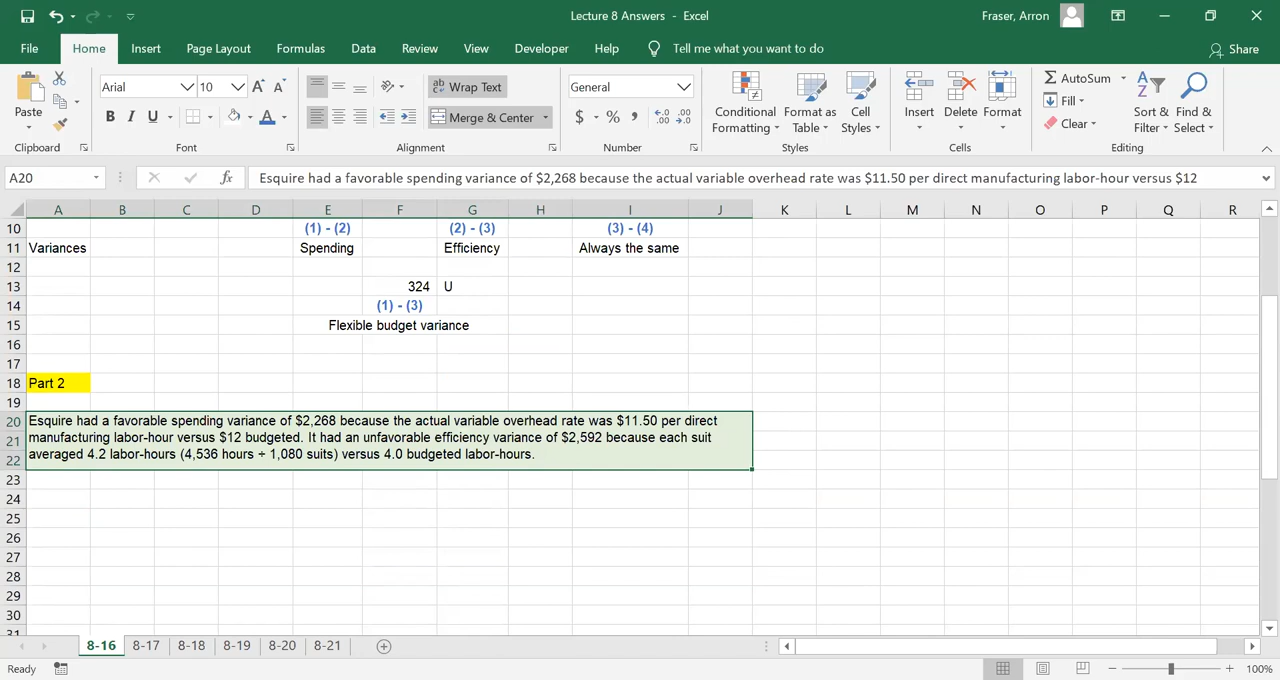 Lecture 8 Answers - Excel
Fraser, Arron
File Home Insert Page Layout Formulas Data Review View Developer Help Tell me what you want to do Share
Paste
Clipboard
Arial 10
B I U
Font
Wrap Text
Merge & Center
Alignment
General
$ % ,
Number
Conditional Formatting
Format as Table
Cell Styles
Styles
Insert Delete Format
Cells
AutoSum
Fill
Clear
Sort & Filter
Find & Select
Editing
A20 fx Esquire had a favorable spending variance of $2,268 because the actual variable overhead rate was $11.50 per direct manufacturing labor-hour versus $12
A B C D E F G H I J K L M N O P Q R
10 (1) - (2) (2) - (3) (3) - (4)
11 Variances Spending Efficiency Always the same
12
13 324 U
14 (1) - (3)
15 Flexible budget variance
16
17
18 Part 2
19
20 Esquire had a favorable spending variance of $2,268 because the actual variable overhead rate was $11.50 per direct
21 manufacturing labor-hour versus $12 budgeted. It had an unfavorable efficiency variance of $2,592 because each suit
22 averaged 4.2 labor-hours (4,536 hours ÷ 1,080 suits) versus 4.0 budgeted labor-hours.
23
24
25
26
27
28
29
30
31
8-16 8-17 8-18 8-19 8-20 8-21
Ready 100%